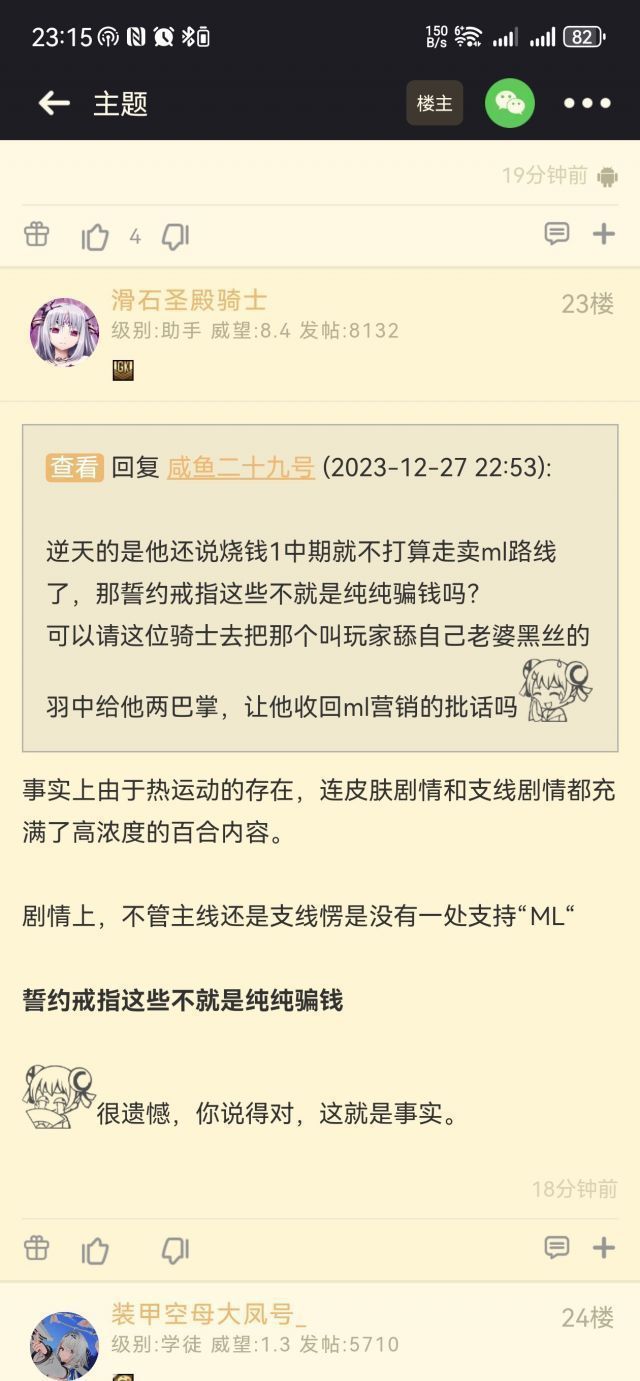 23:15
150 B/s
6
82
主题
楼主
19分钟前
4
滑石圣殿骑士
23楼
级别:助手 威望:8.4 发帖:8132
查看 回复 咸鱼二十九号 (2023-12-27 22:53):
逆天的是他还说烧钱1中期就不打算走卖ml路线
了，那誓约戒指这些不就是纯纯骗钱吗？
可以请这位骑士去把那个叫玩家舔自己老婆黑丝的
羽中给他两巴掌，让他收回ml营销的批话吗
事实上由于热运动的存在，连皮肤剧情和支线剧情都充
满了高浓度的百合内容。
剧情上，不管主线还是支线愣是没有一处支持“ML“
誓约戒指这些不就是纯纯骗钱
很遗憾，你说得对，这就是事实。
18分钟前
装甲空母大凤号_
24楼
级别:学徒 威望:1.3 发帖:5710